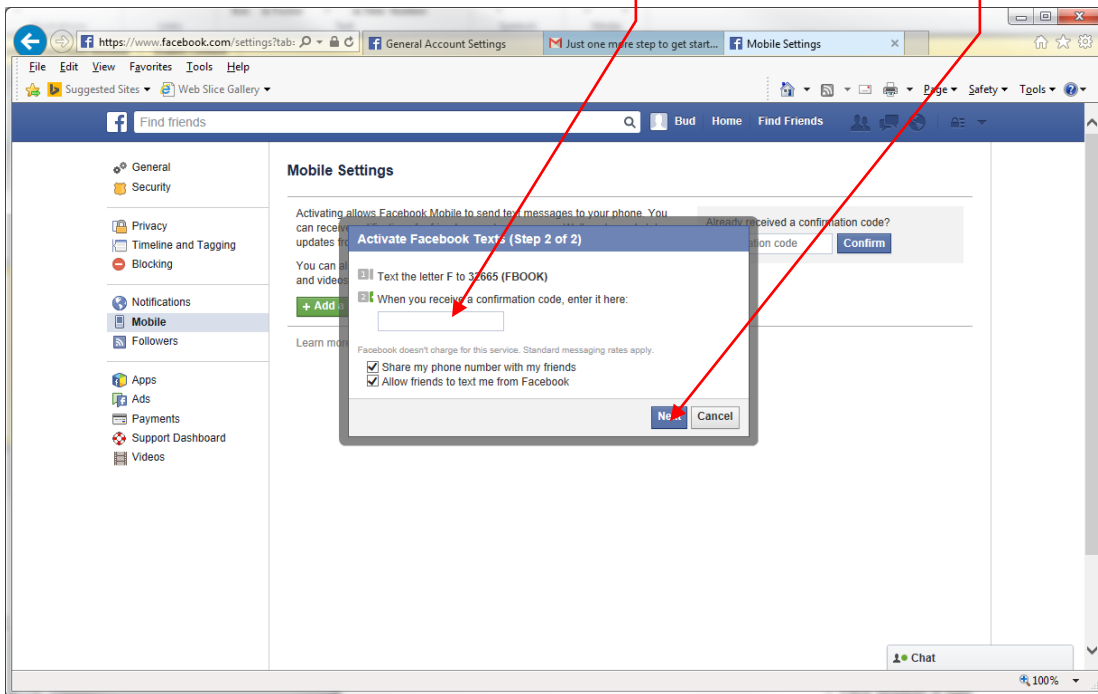 https://www.facebook.com/settings?tab:
General Account Settings
Just one more step to get start...
Mobile Settings
File Edit View Favorites Tools Help
Suggested Sites
Web Slice Gallery
Page Safety Tools
Find friends
Bud Home Find Friends
General
Security
Privacy
Timeline and Tagging
Blocking
Notifications
Mobile
Followers
Apps
Ads
Payments
Support Dashboard
Videos
Mobile Settings
Activating allows Facebook Mobile to send text messages to your phone. You
can receive
updates
You can
and videos
+ Add
Learn more
Already received a confirmation code?
code
Confirm
Activate Facebook Texts (Step 2 of 2)
1 Text the letter F to 32665 (FBOOK)
2 When you receive a confirmation code, enter it here:
Facebook doesn't charge for this service. Standard messaging rates apply.
Share my phone number with my friends
Allow friends to text me from Facebook
Next Cancel
Chat
100%